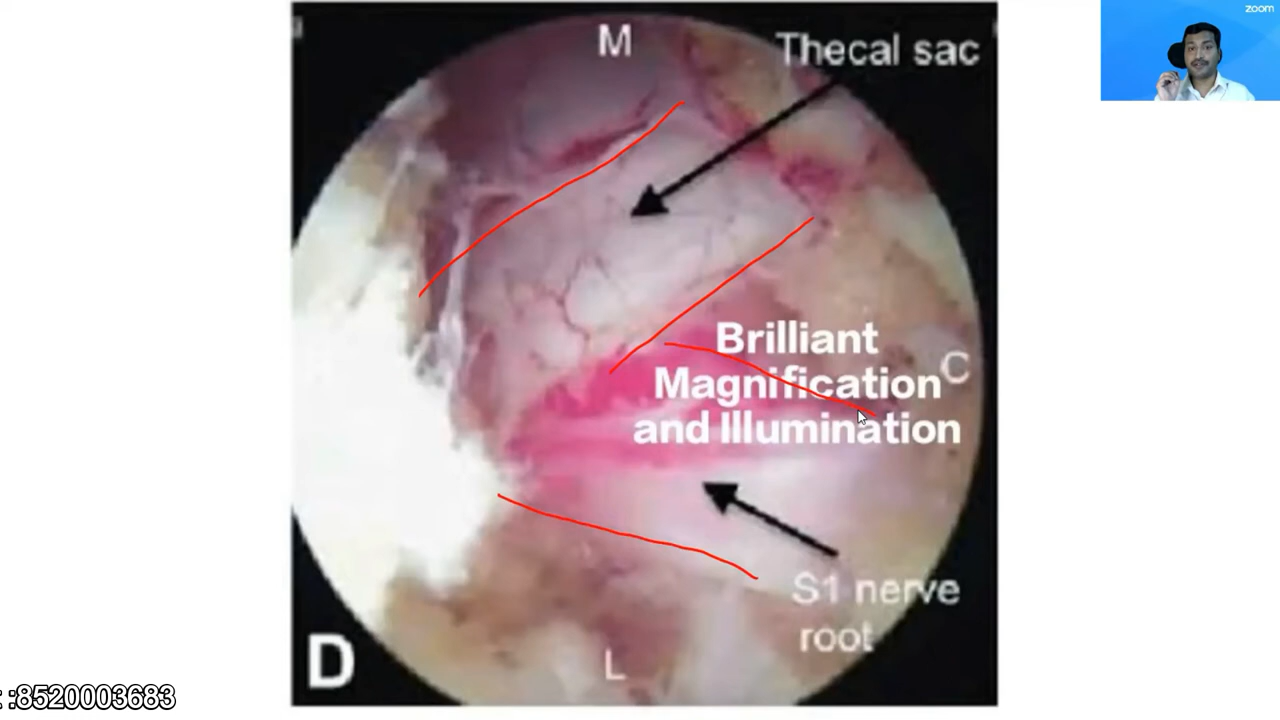 zoom
M
Thecal sac
Brilliant
Magnification
and Illumination
C
S1 nerve
root
D
L
:8520003683